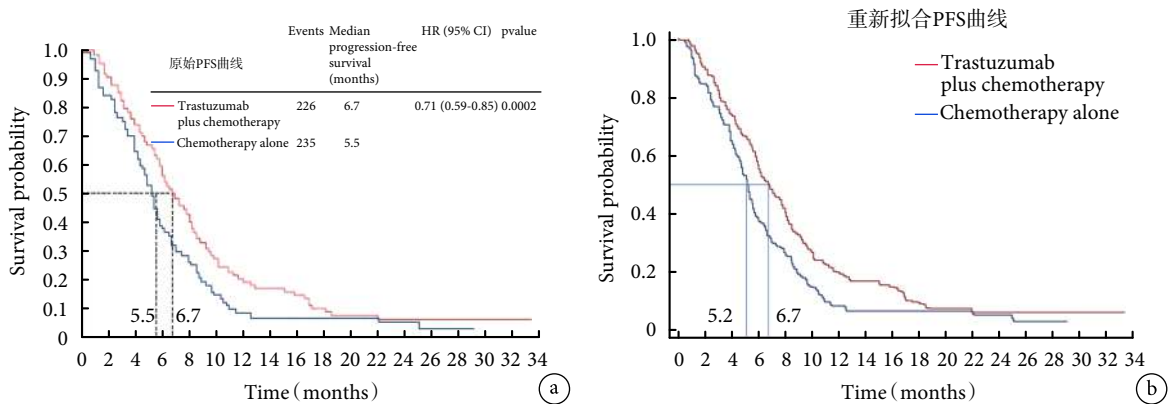 Events Median progression-free survival (months) HR (95% CI) pvalue
原始PFS曲线
Trastuzumab plus chemotherapy 226 6.7 0.71 (0.59-0.85) 0.0002
Chemotherapy alone 235 5.5
Survival probability
1.0
0.9
0.8
0.7
0.6
0.5
0.4
0.3
0.2
0.1
0
5.5 6.7
0 2 4 6 8 10 12 14 16 18 20 22 24 26 28 30 32 34
Time (months)
a
重新拟合PFS曲线
Trastuzumab
plus chemotherapy
Chemotherapy alone
Survival probability
1.0
0.8
0.6
0.4
0.2
0
5.2 6.7
0 2 4 6 8 10 12 14 16 18 20 22 24 26 28 30 32 34
Time (months)
b